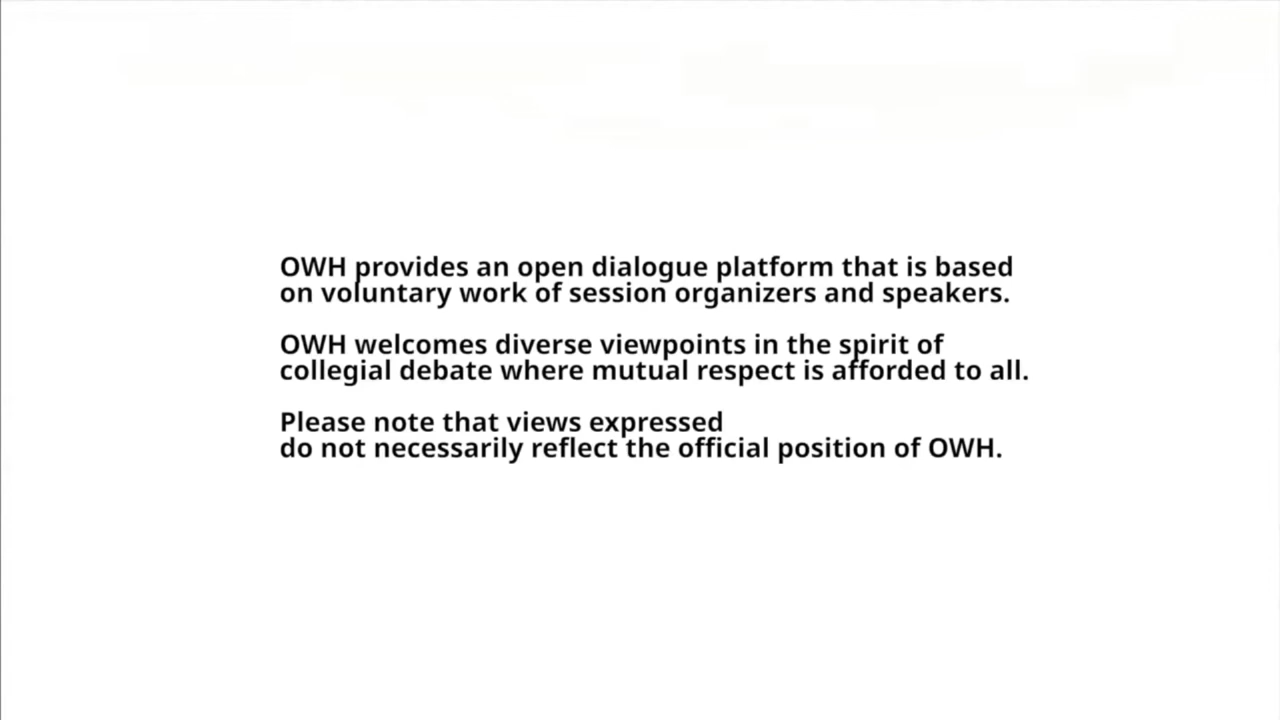 OWH provides an open dialogue platform that is based
on voluntary work of session organizers and speakers.
OWH welcomes diverse viewpoints in the spirit of
collegial debate where mutual respect is afforded to all.
Please note that views expressed
do not necessarily reflect the official position of OWH.